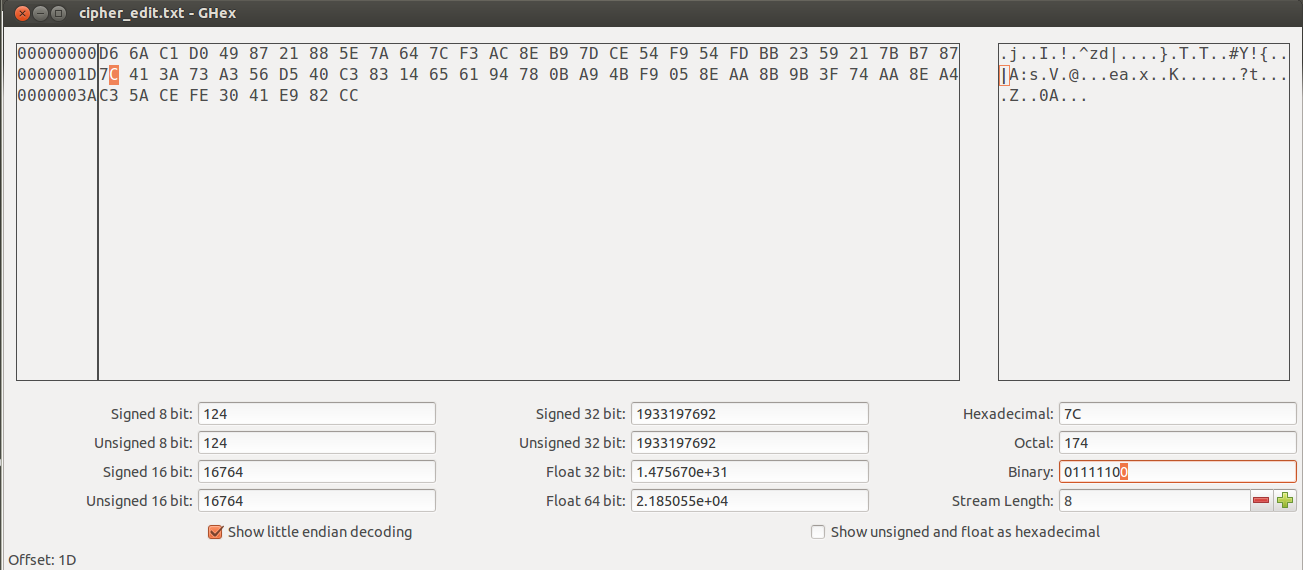 cipher_edit.txt - GHex
00000000 D6 6A C1 D0 49 87 21 88 5E 7A 64 7C F3 AC 8E B9 7D CE 54 F9 54 FD BB 23 59 21 7B B7 87 .j..I.!.^zd|....}.T.T..#Y!{..
0000001D 7C 41 3A 73 A3 56 D5 40 C3 83 14 65 61 94 78 0B A9 4B F9 05 8E AA 8B 9B 3F 74 AA 8E A4 |A:s.V.@...ea.x..K......?t...
0000003A C3 5A CE FE 30 41 E9 82 CC .Z..0A...
Signed 8 bit: 124 Signed 32 bit: 1933197692 Hexadecimal: 7C
Unsigned 8 bit: 124 Unsigned 32 bit: 1933197692 Octal: 174
Signed 16 bit: 16764 Float 32 bit: 1.475670e+31 Binary: 01111100
Unsigned 16 bit: 16764 Float 64 bit: 2.185055e+04 Stream Length: 8
Show little endian decoding Show unsigned and float as hexadecimal
Offset: 1D